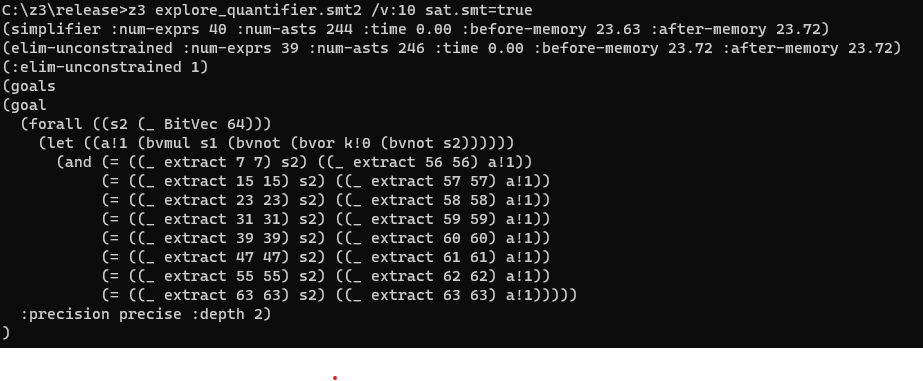 C:\z3\release>z3 explore_quantifier.smt2 /v:10 sat.smt=true
(simplifier :num-exprs 40 :num-asts 244 :time 0.00 :before-memory 23.63 :after-memory 23.72)
(elim-unconstrained :num-exprs 39 :num-asts 246 :time 0.00 :before-memory 23.72 :after-memory 23.72)
(:elim-unconstrained 1)
(goals
(goal
  (forall ((s2 (_ BitVec 64)))
    (let ((a!1 (bvmul s1 (bvnot (bvor k!0 (bvnot s2))))))
      (and (= ((_ extract 7 7) s2) ((_ extract 56 56) a!1))
           (= ((_ extract 15 15) s2) ((_ extract 57 57) a!1))
           (= ((_ extract 23 23) s2) ((_ extract 58 58) a!1))
           (= ((_ extract 31 31) s2) ((_ extract 59 59) a!1))
           (= ((_ extract 39 39) s2) ((_ extract 60 60) a!1))
           (= ((_ extract 47 47) s2) ((_ extract 61 61) a!1))
           (= ((_ extract 55 55) s2) ((_ extract 62 62) a!1))
           (= ((_ extract 63 63) s2) ((_ extract 63 63) a!1)))))
  :precision precise :depth 2)
)